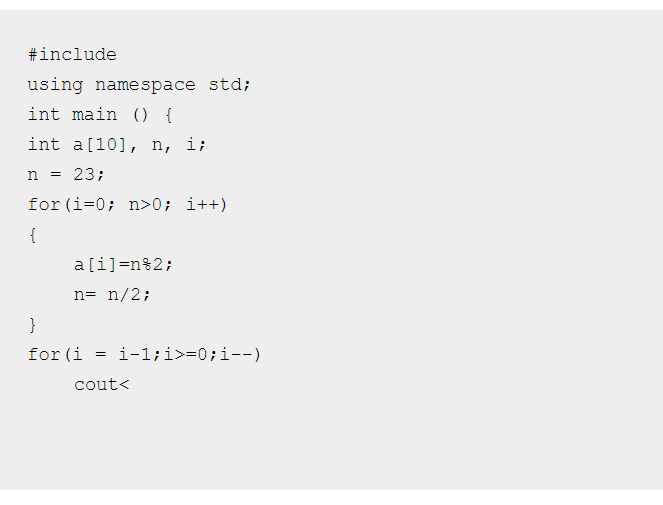 #include
using namespace std;
int main () {
int a[10], n, i;
n = 23;
for(i=0; n>0; i++)
{
a[i]=n%2;
n= n/2;
}
for(i = i-1;i>=0;i--)
cout<